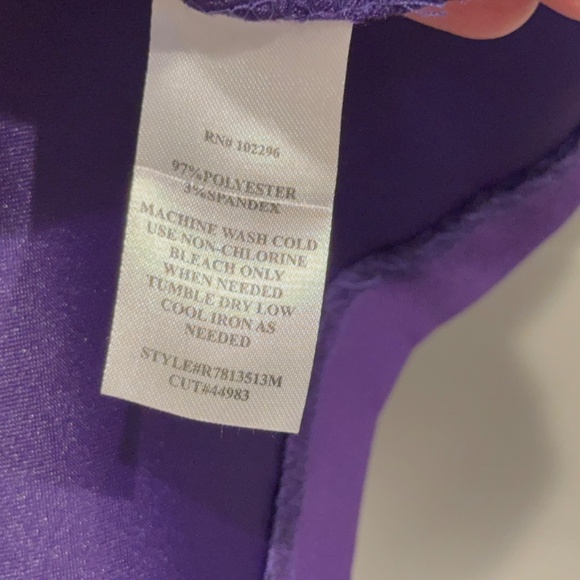 RN# 102296
97%POLYESTER
3%SPANDEX
MACHINE WASH COLD
USE NON-CHLORINE
BLEACH ONLY
WHEN NEEDED
TUMBLE DRY LOW
COOL IRON AS
NEEDED
STYLE#R7813513M
CUT#44983